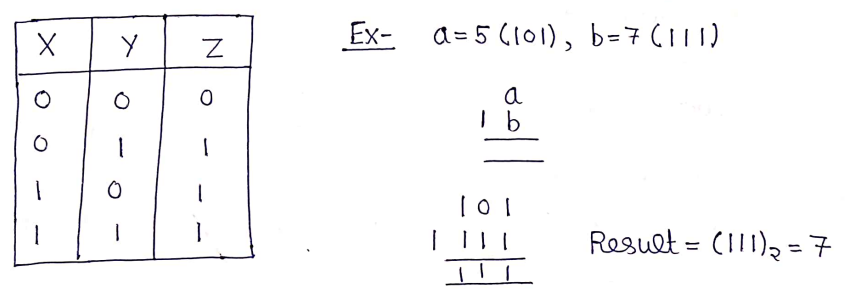 X Y Z
0 0 0
0 1 1
1 0 1
1 1 1
Ex- a=5 (101), b=7 (111)
a
| b
101
| 111
111
Result = (111)₂ = 7